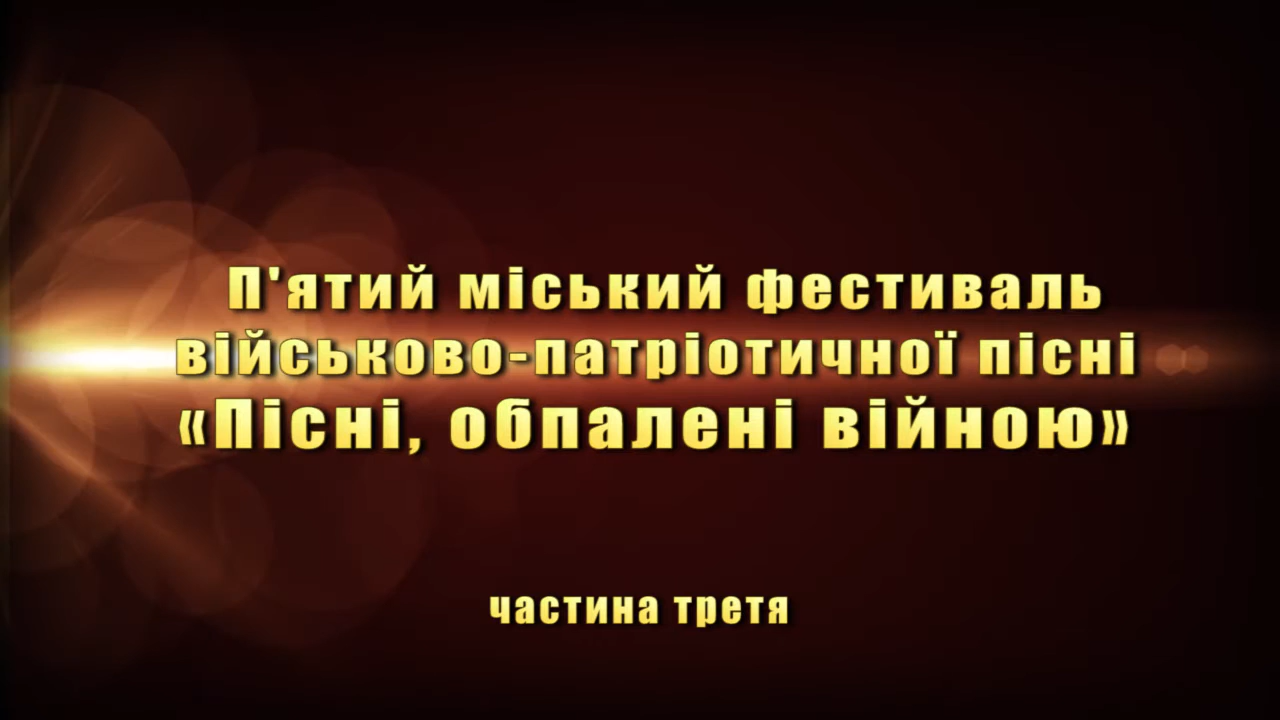 П'ятий міський фестиваль
військово-патріотичної пісні
«Пісні, обпалені війною»
частина третя